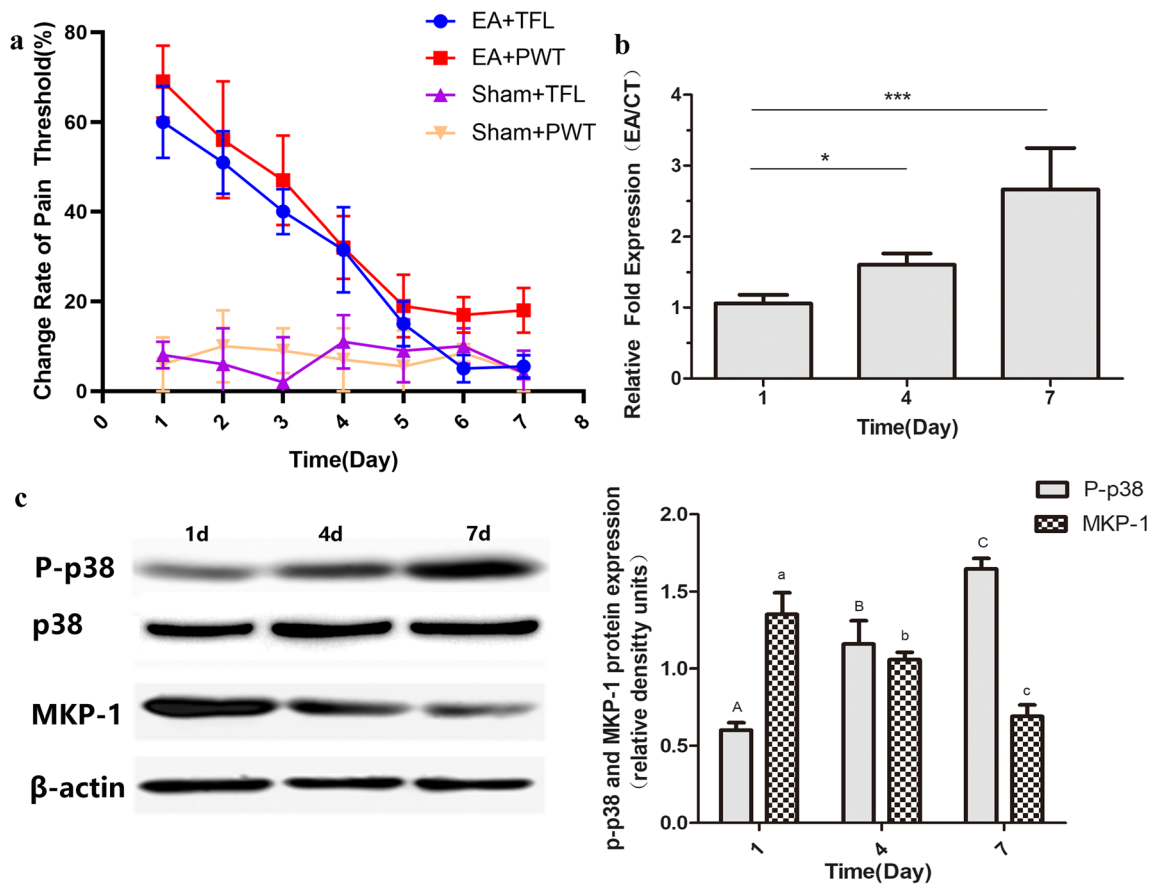 a
Change Rate of Pain Threshold(%)
80
60
40
20
0
0
1
2
3
4
5
6
7
8
Time(Day)
EA+TFL
EA+PWT
Sham+TFL
Sham+PWT
b
Relative Fold Expression（EA/CT）
4
3
2
1
0
***
*
1
4
7
Time(Day)
c
1d 4d 7d
P-p38
p38
MKP-1
β-actin
p-p38 and MKP-1 protein expression
（relative densitty units）
2.0
1.5
1.0
0.5
0.0
P-p38
MKP-1
A
a
B
b
C
c
1
4
7
Time(Day)